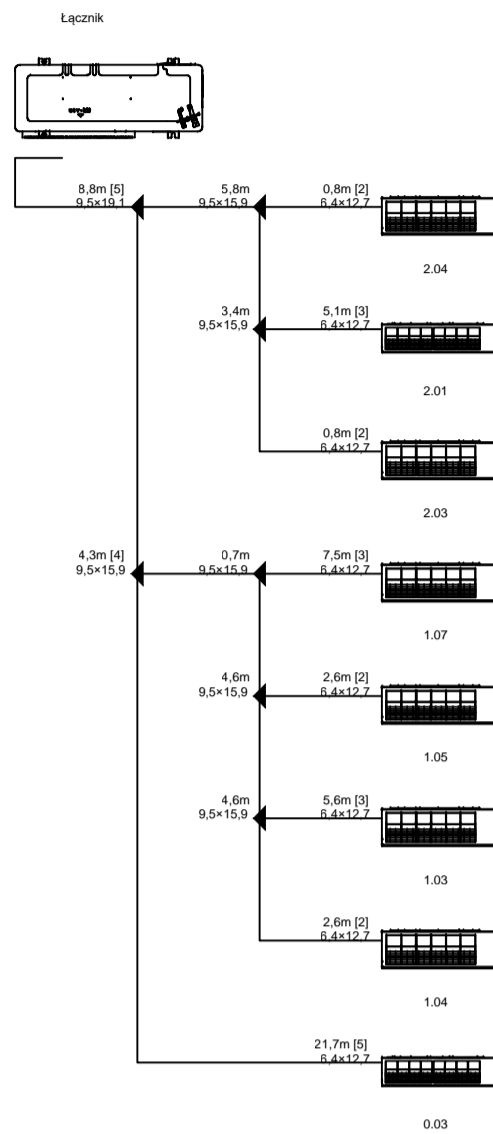 Łącznik
8,8m [5]
9,5×19,1
5,8m
9,5×15,9
0,8m [2]
6,4×12,7
2.04
3,4m
9,5×15,9
5,1m [3]
6,4×12,7
2.01
0,8m [2]
6,4×12,7
2.03
4,3m [4]
9,5×15,9
0,7m
9,5×15,9
7,5m [3]
6,4×12,7
1.07
4,6m
9,5×15,9
2,6m [2]
6,4×12,7
1.05
4,6m
9,5×15,9
5,6m [3]
6,4×12,7
1.03
2,6m [2]
6,4×12,7
1.04
21,7m [5]
6,4×12,7
0.03